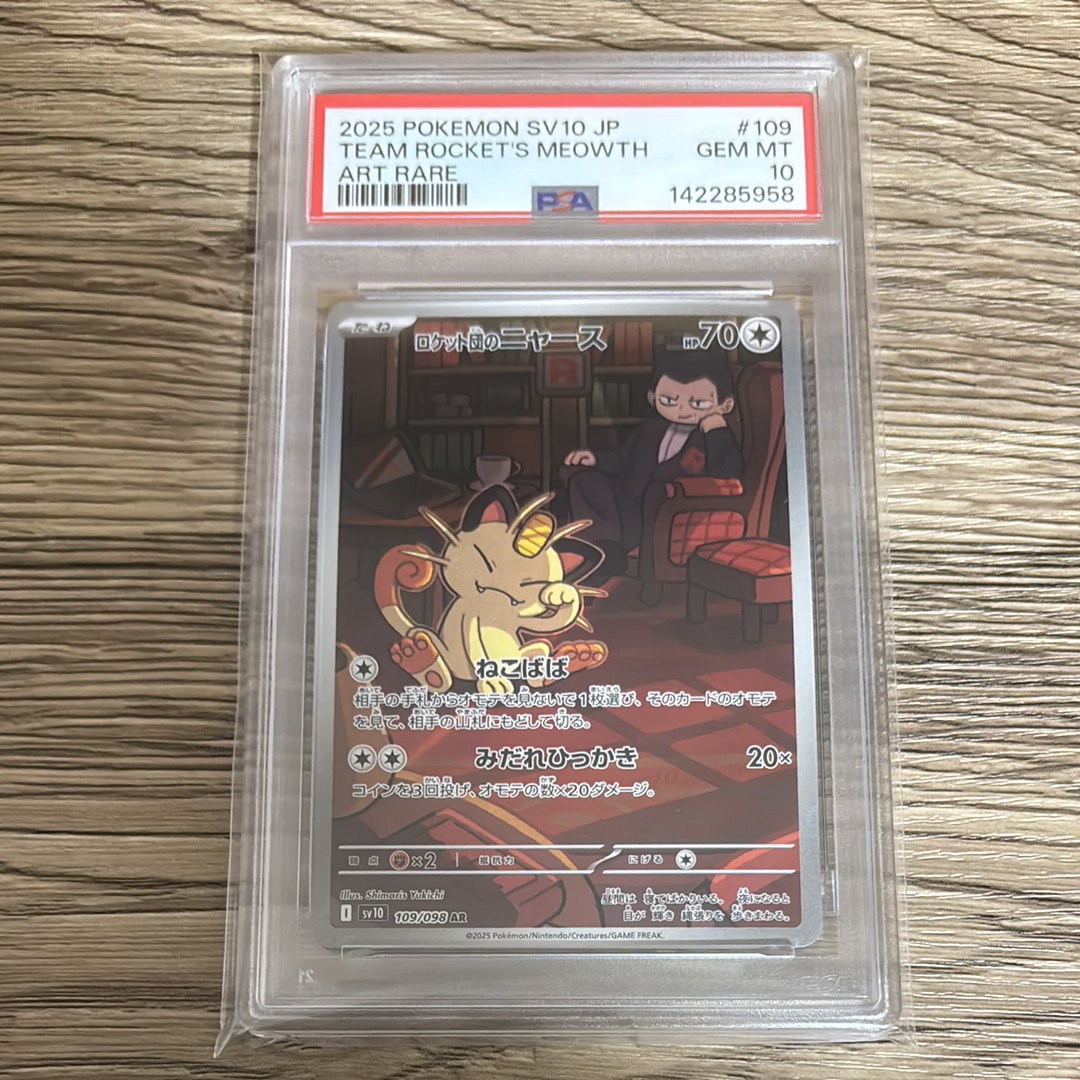 2025 POKEMON SV10 JP #109
TEAM ROCKET'S MEOWTH GEM MT
ART RARE 10
PSA 142285958
たね ロケット団のニャース HP70
R
ねこばば
相手の手札からオモテを見ないで1枚選び、そのカードのオモテ
を見て、相手の山札にもどして切る。
みだれひっかき 20×
コインを3回投げ、オモテの数×20ダメージ。
弱点 ×2 抵抗力 にげる
Illus. Shimaris Yukichi
昼間は 寝てばかりいる。 夜になると
目が 輝き 縄張りを 歩きまわる。
I sv10 109/098 AR
©2025 Pokémon/Nintendo/Creatures/GAME FREAK.